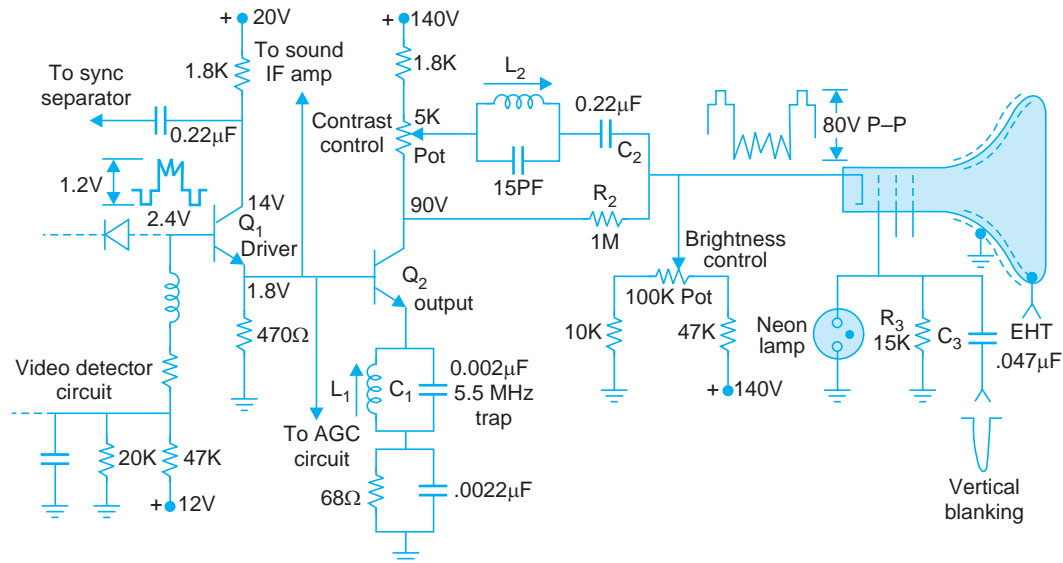 + 20V
To sound
IF amp
+ 140V
1.8K
1.8K
L2
To sync
separator
0.22μF
Contrast
control
5K
Pot
0.22μF
C2
15PF
80V P–P
1.2V
2.4V
14V
Q1
Driver
90V
R2
1M
1.8V
Q2
output
Brightness
control
100K Pot
470Ω
10K
47K
+ 140V
Neon
lamp
R3
15K
C3
EHT
.047μF
Video detector
circuit
L1
C1
0.002μF
5.5 MHz
trap
20K
47K
To AGC
circuit
+ 12V
68Ω
.0022μF
Vertical
blanking